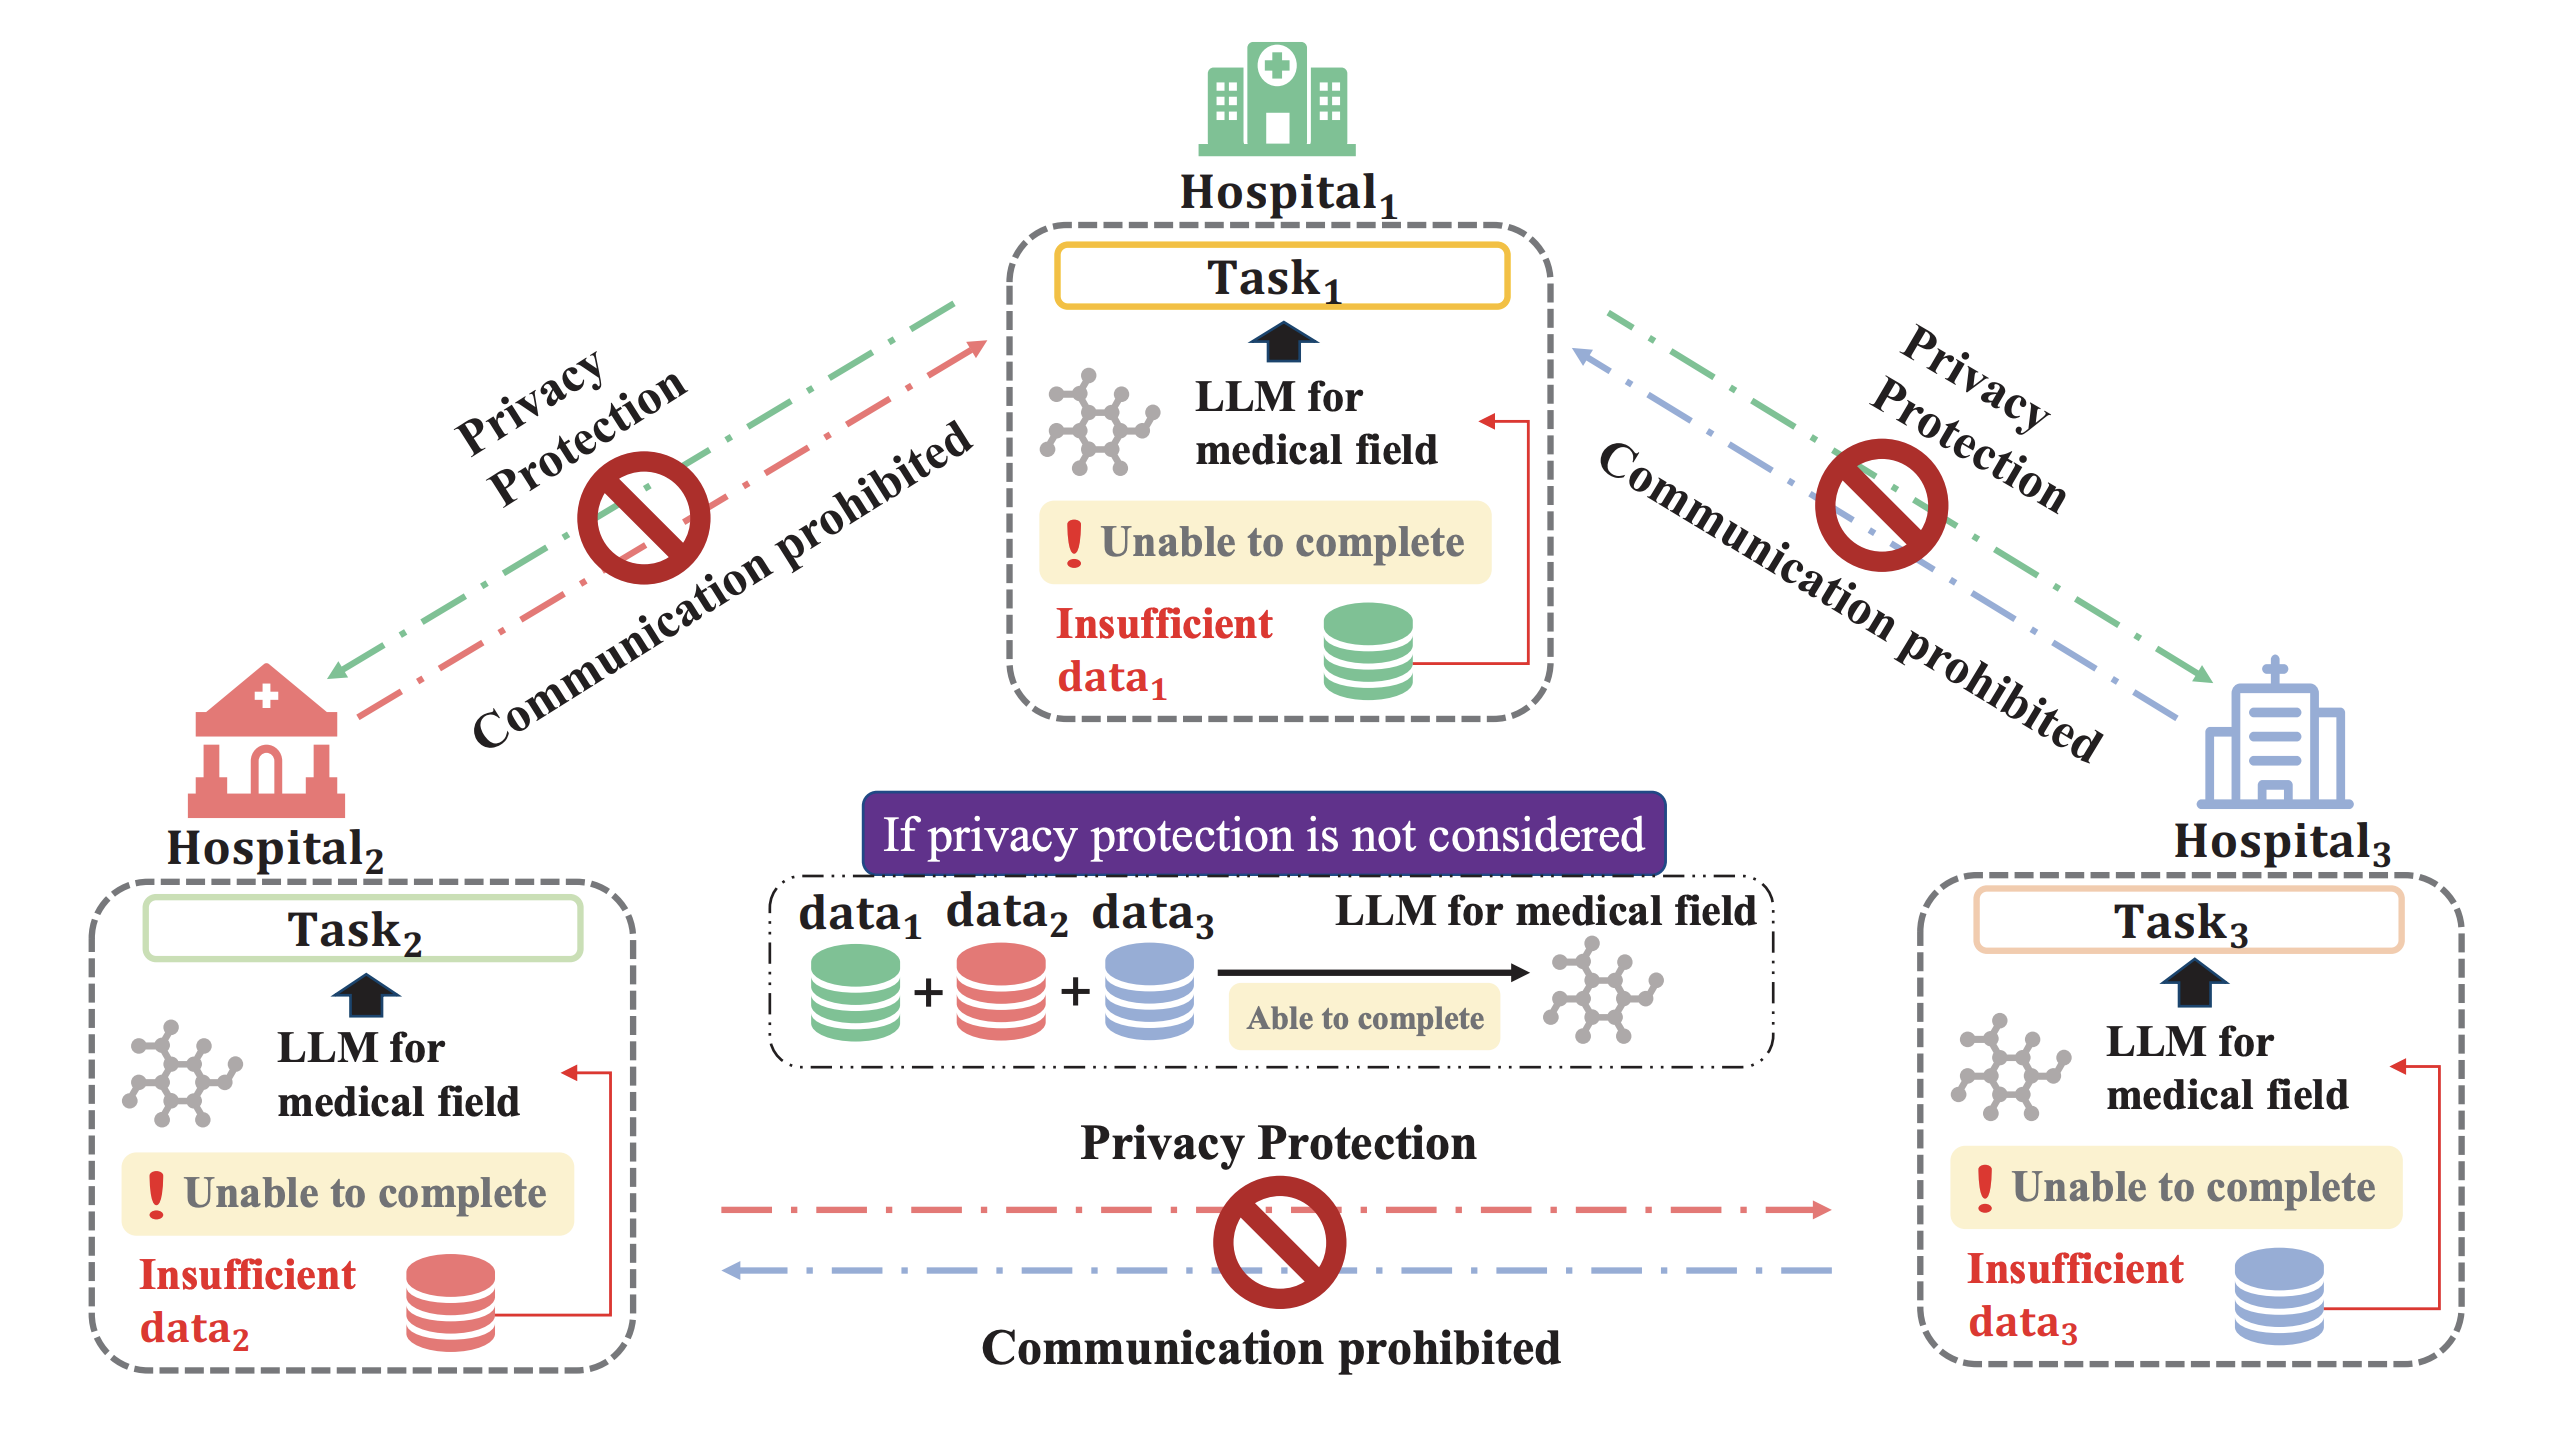 Hospital₁
Task₁
LLM for
medical field
Unable to complete
Insufficient
data₁
Privacy
Protection
Communication prohibited
Privacy
Protection
Communication prohibited
Hospital₂
Task₂
LLM for
medical field
Unable to complete
Insufficient
data₂
If privacy protection is not considered
data₁ + data₂ + data₃
LLM for medical field
Able to complete
Hospital₃
Task₃
LLM for
medical field
Unable to complete
Insufficient
data₃
Privacy Protection
Communication prohibited